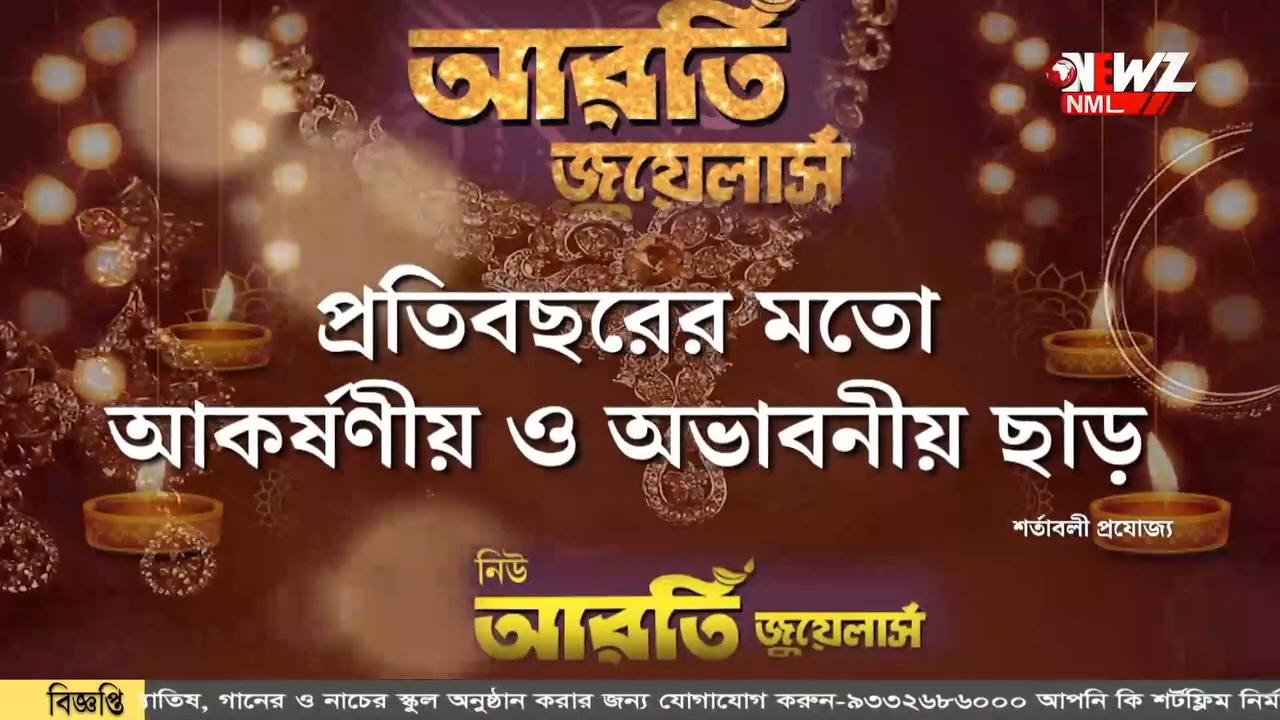 আরতি
জুয়েলার্স
NEWZ
NML
প্রতিবছরের মতো
আকর্ষণীয় ও অভাবনীয় ছাড়
শর্তাবলী প্রযোজ্য
নিউ
আরতি জুয়েলার্স
বিজ্ঞপ্তি গানের ও নাচের স্কুল অনুষ্ঠান করার জন্য যোগাযোগ করুন-৯৩৩২৬৮৬০০০ আপনি কি শর্টফ্লিম